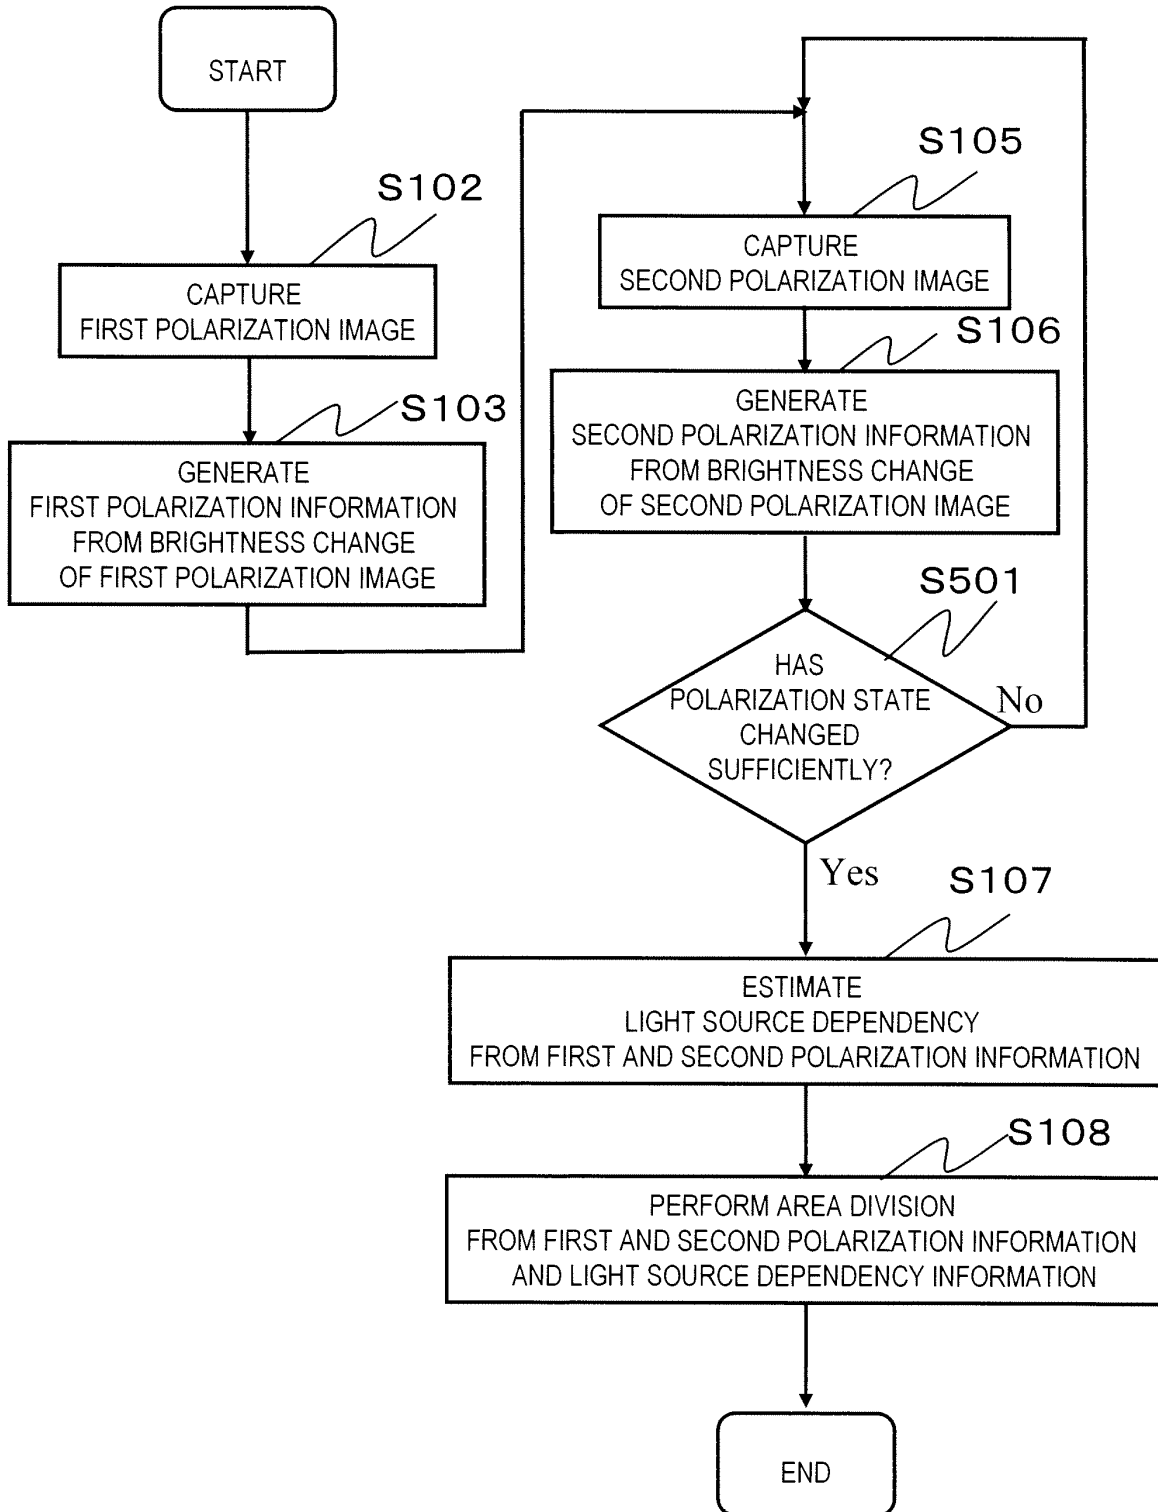 START
S102
CAPTURE
FIRST POLARIZATION IMAGE
S103
GENERATE
FIRST POLARIZATION INFORMATION
FROM BRIGHTNESS CHANGE
OF FIRST POLARIZATION IMAGE
S105
CAPTURE
SECOND POLARIZATION IMAGE
S106
GENERATE
SECOND POLARIZATION INFORMATION
FROM BRIGHTNESS CHANGE
OF SECOND POLARIZATION IMAGE
S501
HAS
POLARIZATION STATE
CHANGED
SUFFICIENTLY?
No
Yes
S107
ESTIMATE
LIGHT SOURCE DEPENDENCY
FROM FIRST AND SECOND POLARIZATION INFORMATION
S108
PERFORM AREA DIVISION
FROM FIRST AND SECOND POLARIZATION INFORMATION
AND LIGHT SOURCE DEPENDENCY INFORMATION
END